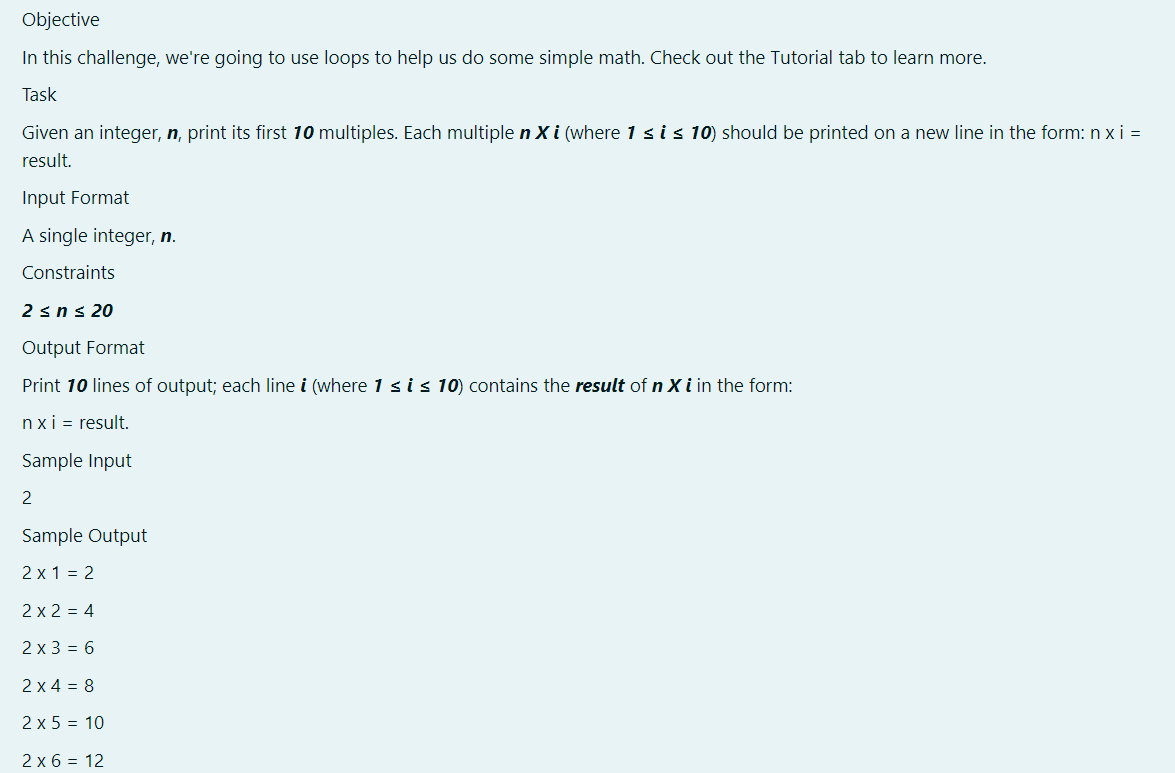 Objective
In this challenge, we're going to use loops to help us do some simple math. Check out the Tutorial tab to learn more.
Task
Given an integer, n, print its first 10 multiples. Each multiple n X i (where 1 ≤ i ≤ 10) should be printed on a new line in the form: n x i =
result.
Input Format
A single integer, n.
Constraints
2 ≤ n ≤ 20
Output Format
Print 10 lines of output; each line i (where 1 ≤ i ≤ 10) contains the result of n X i in the form:
n x i = result.
Sample Input
2
Sample Output
2 x 1 = 2
2 x 2 = 4
2 x 3 = 6
2 x 4 = 8
2 x 5 = 10
2 x 6 = 12